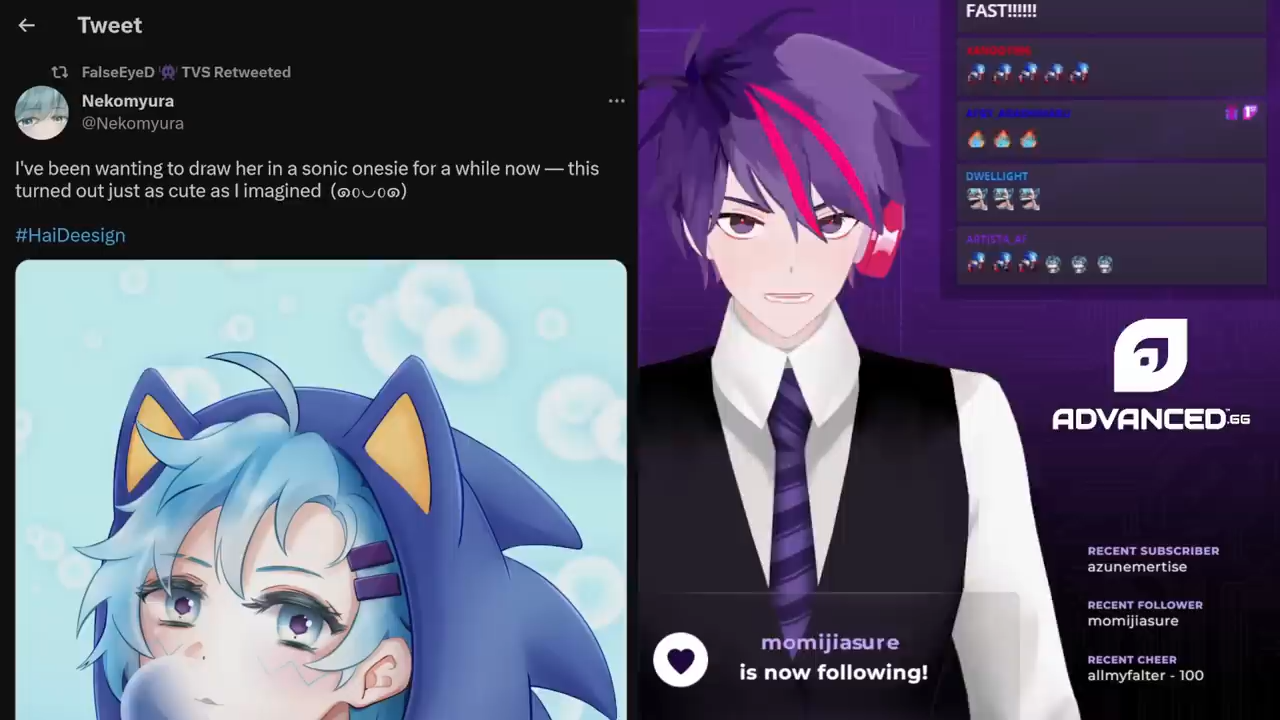 Tweet
FalseEyeD TVS Retweeted
Nekomyura
@Nekomyura
I've been wanting to draw her in a sonic onesie for a while now — this
turned out just as cute as I imagined (๑o◡o๑)
#HaiDeesign
FAST!!!!!!
DWELLIGHT
ARTISTA_AF
ADVANCED.GG
RECENT SUBSCRIBER
azunemertise
RECENT FOLLOWER
momijiasure
RECENT CHEER
allmyfalter - 100
momijiasure
is now following!